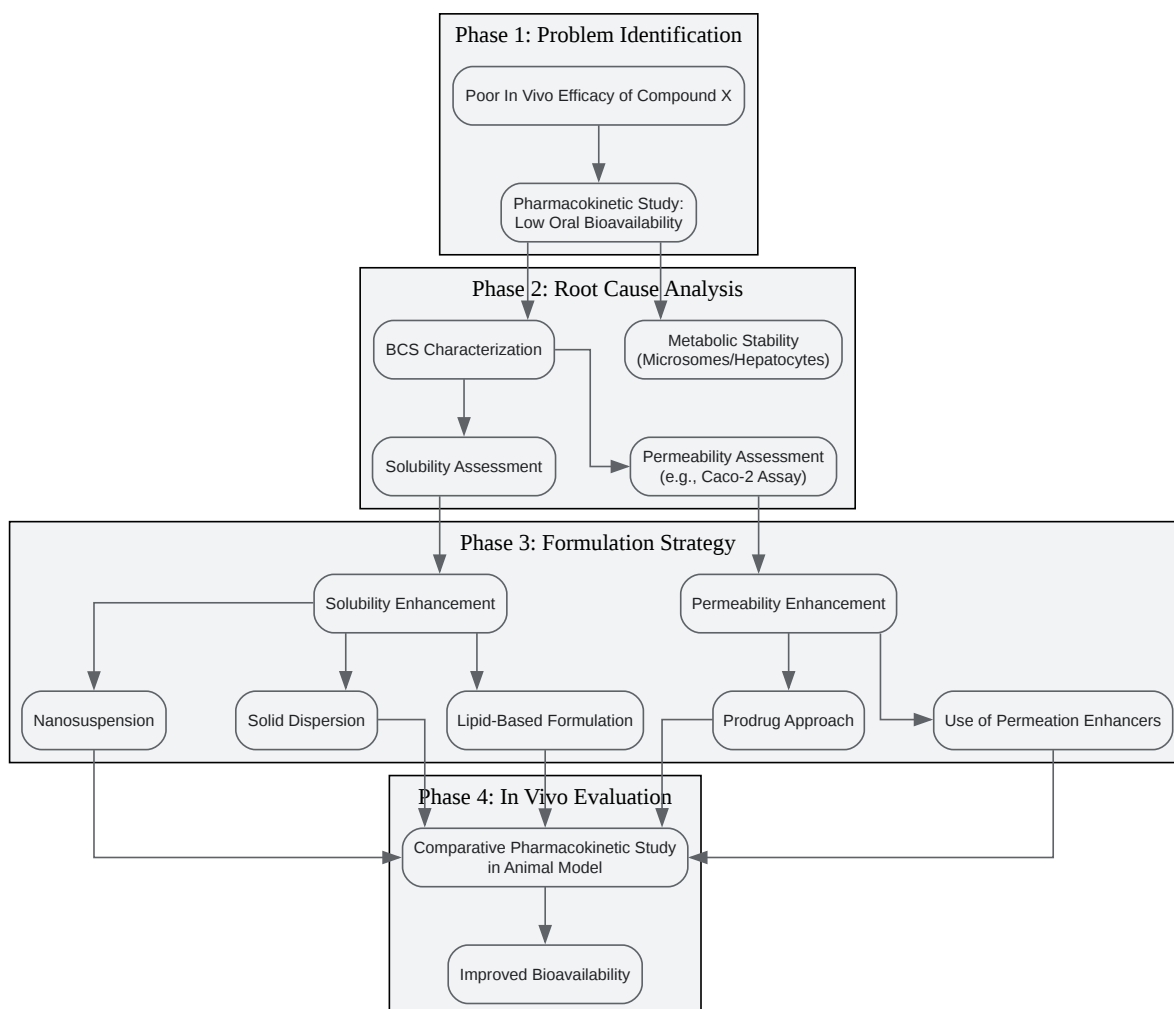 Phase 1: Problem Identification
Poor In Vivo Efficacy of Compound X
Pharmacokinetic Study:
Low Oral Bioavailability
Phase 2: Root Cause Analysis
BCS Characterization
Metabolic Stability
(Microsomes/Hepatocytes)
Solubility Assessment
Permeability Assessment
(e.g., Caco-2 Assay)
Phase 3: Formulation Strategy
Solubility Enhancement
Permeability Enhancement
Nanosuspension
Solid Dispersion
Lipid-Based Formulation
Prodrug Approach
Use of Permeation Enhancers
Phase 4: In Vivo Evaluation
Comparative Pharmacokinetic Study
in Animal Model
Improved Bioavailability